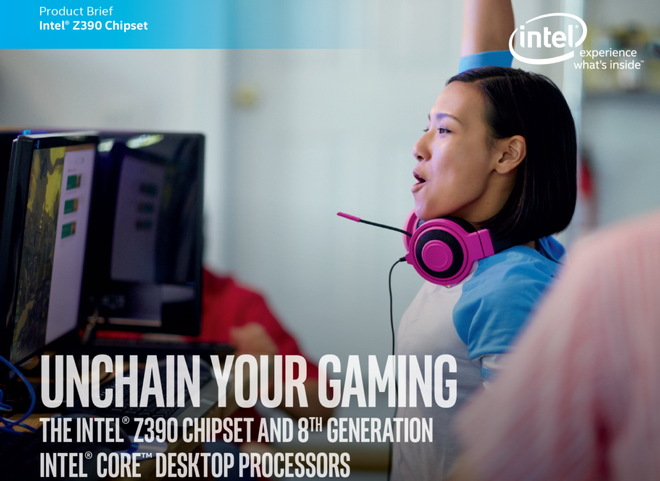 Product Brief
Intel® Z390 Chipset
intel®
experience
what's inside™
UNCHAIN YOUR GAMING
THE INTEL® Z390 CHIPSET AND 8TH GENERATION
INTEL® CORE™ DESKTOP PROCESSORS